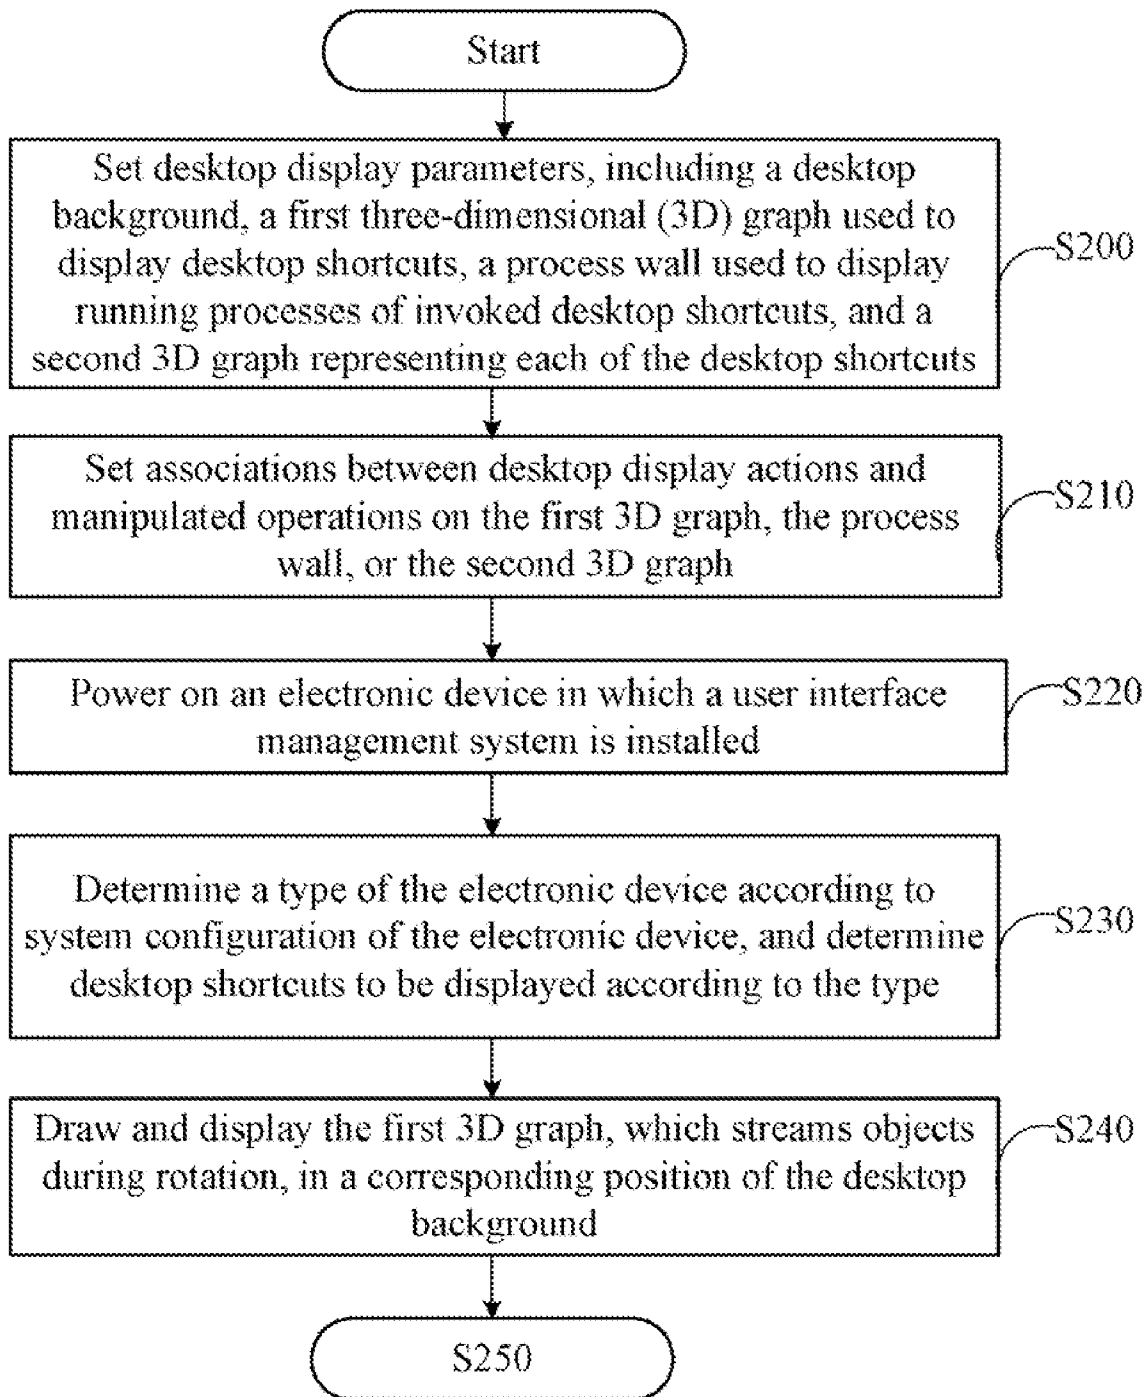 Start
Set desktop display parameters, including a desktop
background, a first three-dimensional (3D) graph used to
display desktop shortcuts, a process wall used to display
running processes of invoked desktop shortcuts, and a
second 3D graph representing each of the desktop shortcuts
S200
Set associations between desktop display actions and
manipulated operations on the first 3D graph, the process
wall, or the second 3D graph
S210
Power on an electronic device in which a user interface
management system is installed
S220
Determine a type of the electronic device according to
system configuration of the electronic device, and determine
desktop shortcuts to be displayed according to the type
S230
Draw and display the first 3D graph, which streams objects
during rotation, in a corresponding position of the desktop
background
S240
S250